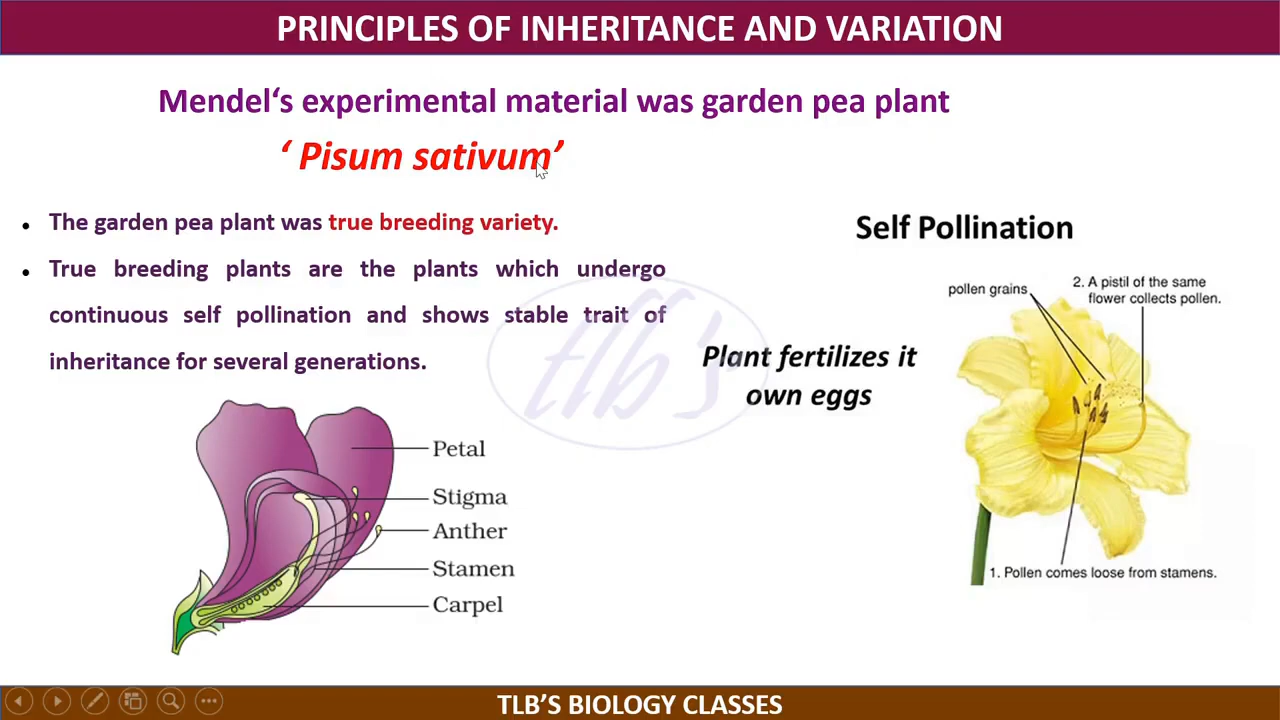 PRINCIPLES OF INHERITANCE AND VARIATION
Mendel‘s experimental material was garden pea plant
‘ Pisum sativum’
• The garden pea plant was true breeding variety.
• True breeding plants are the plants which undergo
continuous self pollination and shows stable trait of
inheritance for several generations.
Petal
Stigma
Anther
Stamen
Carpel
Self Pollination
pollen grains
2. A pistil of the same
flower collects pollen.
Plant fertilizes it
own eggs
1. Pollen comes loose from stamens.
tlb's
TLB’S BIOLOGY CLASSES